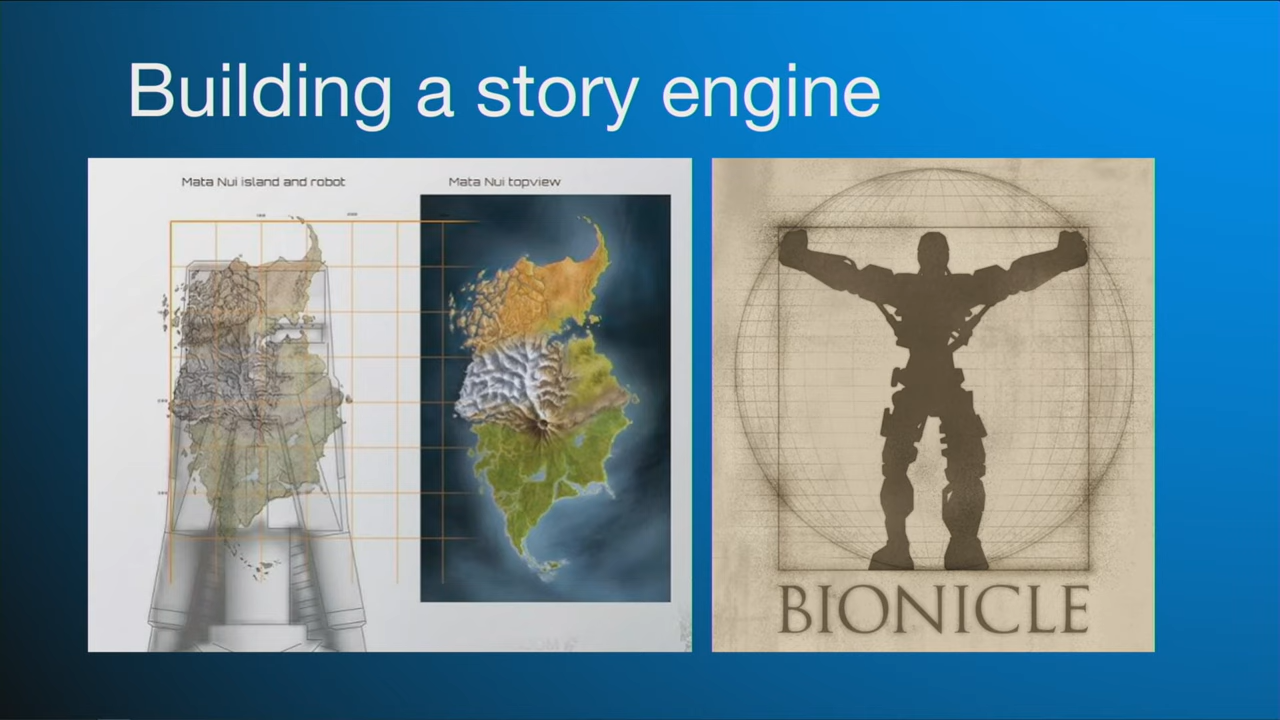 Building a story engine
Mata Nui island and robot
Mata Nui topview
BIONICLE